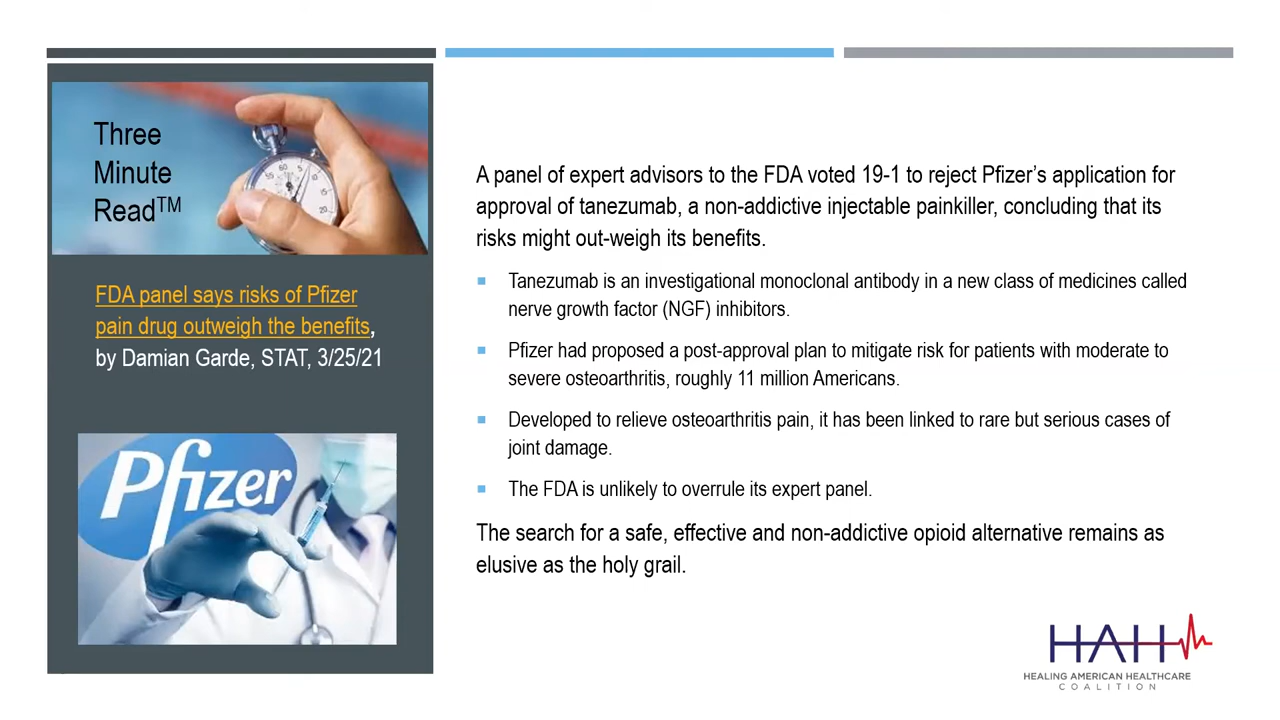 Three
Minute
Read™
FDA panel says risks of Pfizer
pain drug outweigh the benefits,
by Damian Garde, STAT, 3/25/21
Pfizer
A panel of expert advisors to the FDA voted 19-1 to reject Pfizer’s application for
approval of tanezumab, a non-addictive injectable painkiller, concluding that its
risks might out-weigh its benefits.
Tanezumab is an investigational monoclonal antibody in a new class of medicines called
nerve growth factor (NGF) inhibitors.
Pfizer had proposed a post-approval plan to mitigate risk for patients with moderate to
severe osteoarthritis, roughly 11 million Americans.
Developed to relieve osteoarthritis pain, it has been linked to rare but serious cases of
joint damage.
The FDA is unlikely to overrule its expert panel.
The search for a safe, effective and non-addictive opioid alternative remains as
elusive as the holy grail.
HAH
HEALING AMERICAN HEALTHCARE
COALITION